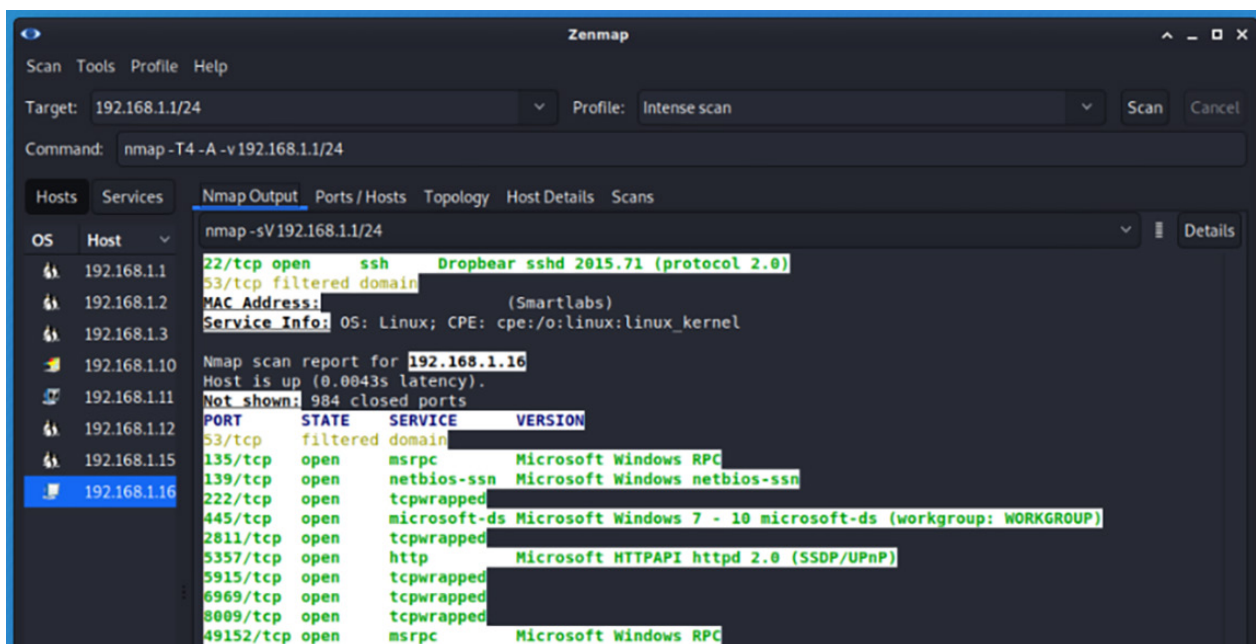 Zenmap
Scan Tools Profile Help
Target: 192.168.1.1/24 Profile: Intense scan Scan Cancel
Command: nmap -T4 -A -v 192.168.1.1/24
Hosts Services Nmap Output Ports / Hosts Topology Host Details Scans
OS Host nmap -sV 192.168.1.1/24 Details
192.168.1.1
192.168.1.2
192.168.1.3
192.168.1.10
192.168.1.11
192.168.1.12
192.168.1.15
192.168.1.16
22/tcp open ssh Dropbear sshd 2015.71 (protocol 2.0)
53/tcp filtered domain
MAC Address: (Smartlabs)
Service Info: OS: Linux; CPE: cpe:/o:linux:linux_kernel
Nmap scan report for 192.168.1.16
Host is up (0.0043s latency).
Not shown: 984 closed ports
PORT STATE SERVICE VERSION
53/tcp filtered domain
135/tcp open msrpc Microsoft Windows RPC
139/tcp open netbios-ssn Microsoft Windows netbios-ssn
222/tcp open tcpwrapped
445/tcp open microsoft-ds Microsoft Windows 7 - 10 microsoft-ds (workgroup: WORKGROUP)
2811/tcp open tcpwrapped
5357/tcp open http Microsoft HTTPAPI httpd 2.0 (SSDP/UPnP)
5915/tcp open tcpwrapped
6969/tcp open tcpwrapped
8009/tcp open tcpwrapped
49152/tcp open msrpc Microsoft Windows RPC